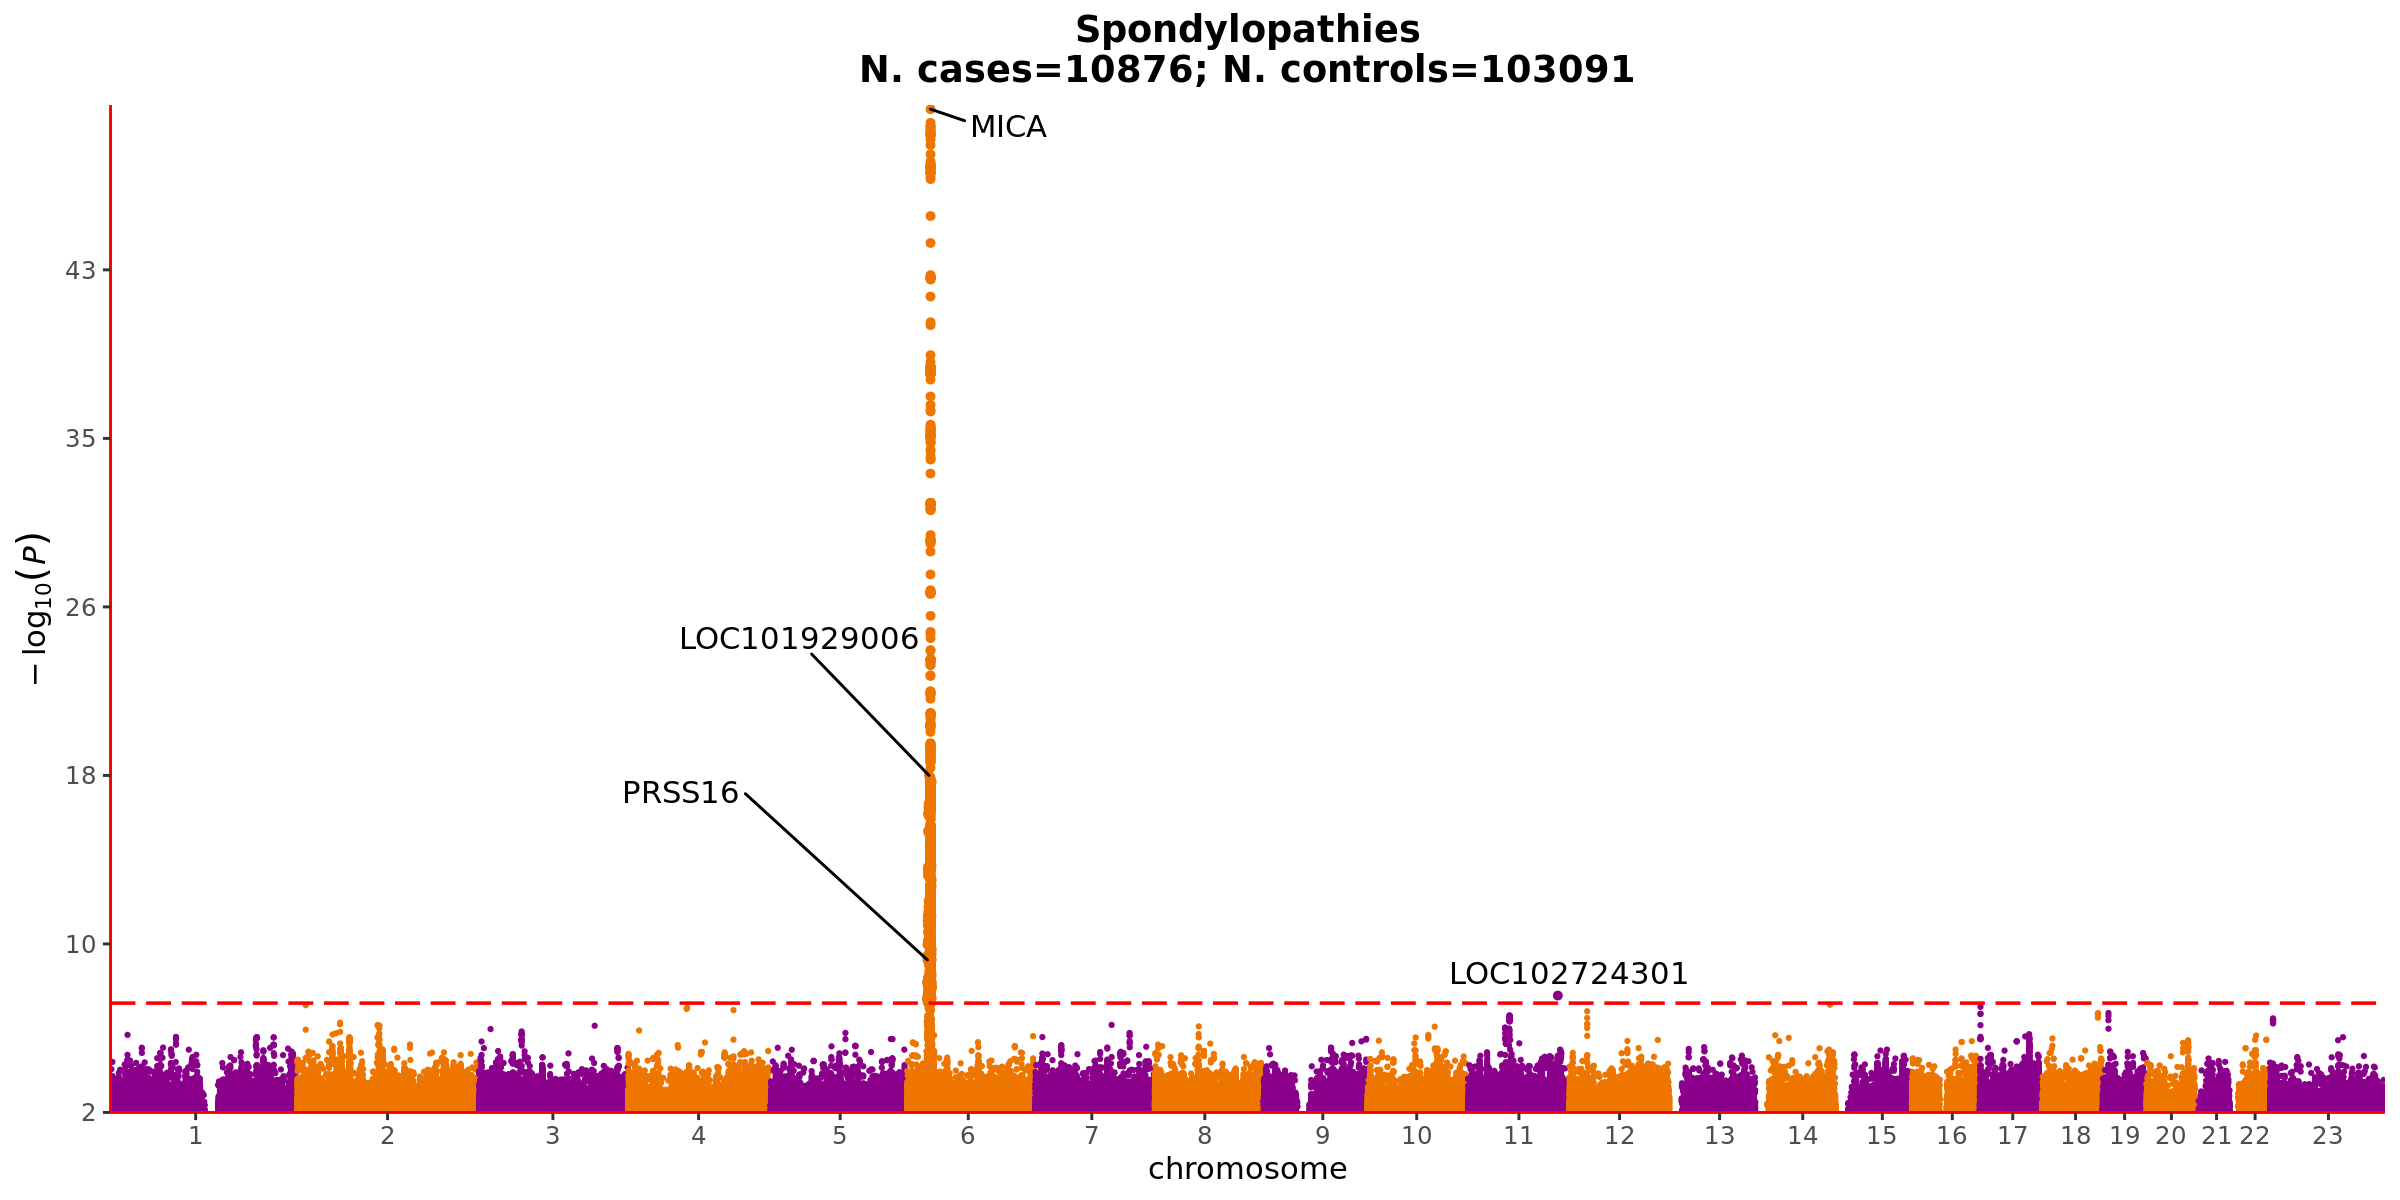 Spondylopathies
N. cases=10876; N. controls=103091
MICA
43
35
− log10(P)
26
LOC101929006
18
PRSS16
10
LOC102724301
2
1 2 3 4 5 6 7 8 9 10 11 12 13 14 15 16 17 18 19 20 21 22 23
chromosome